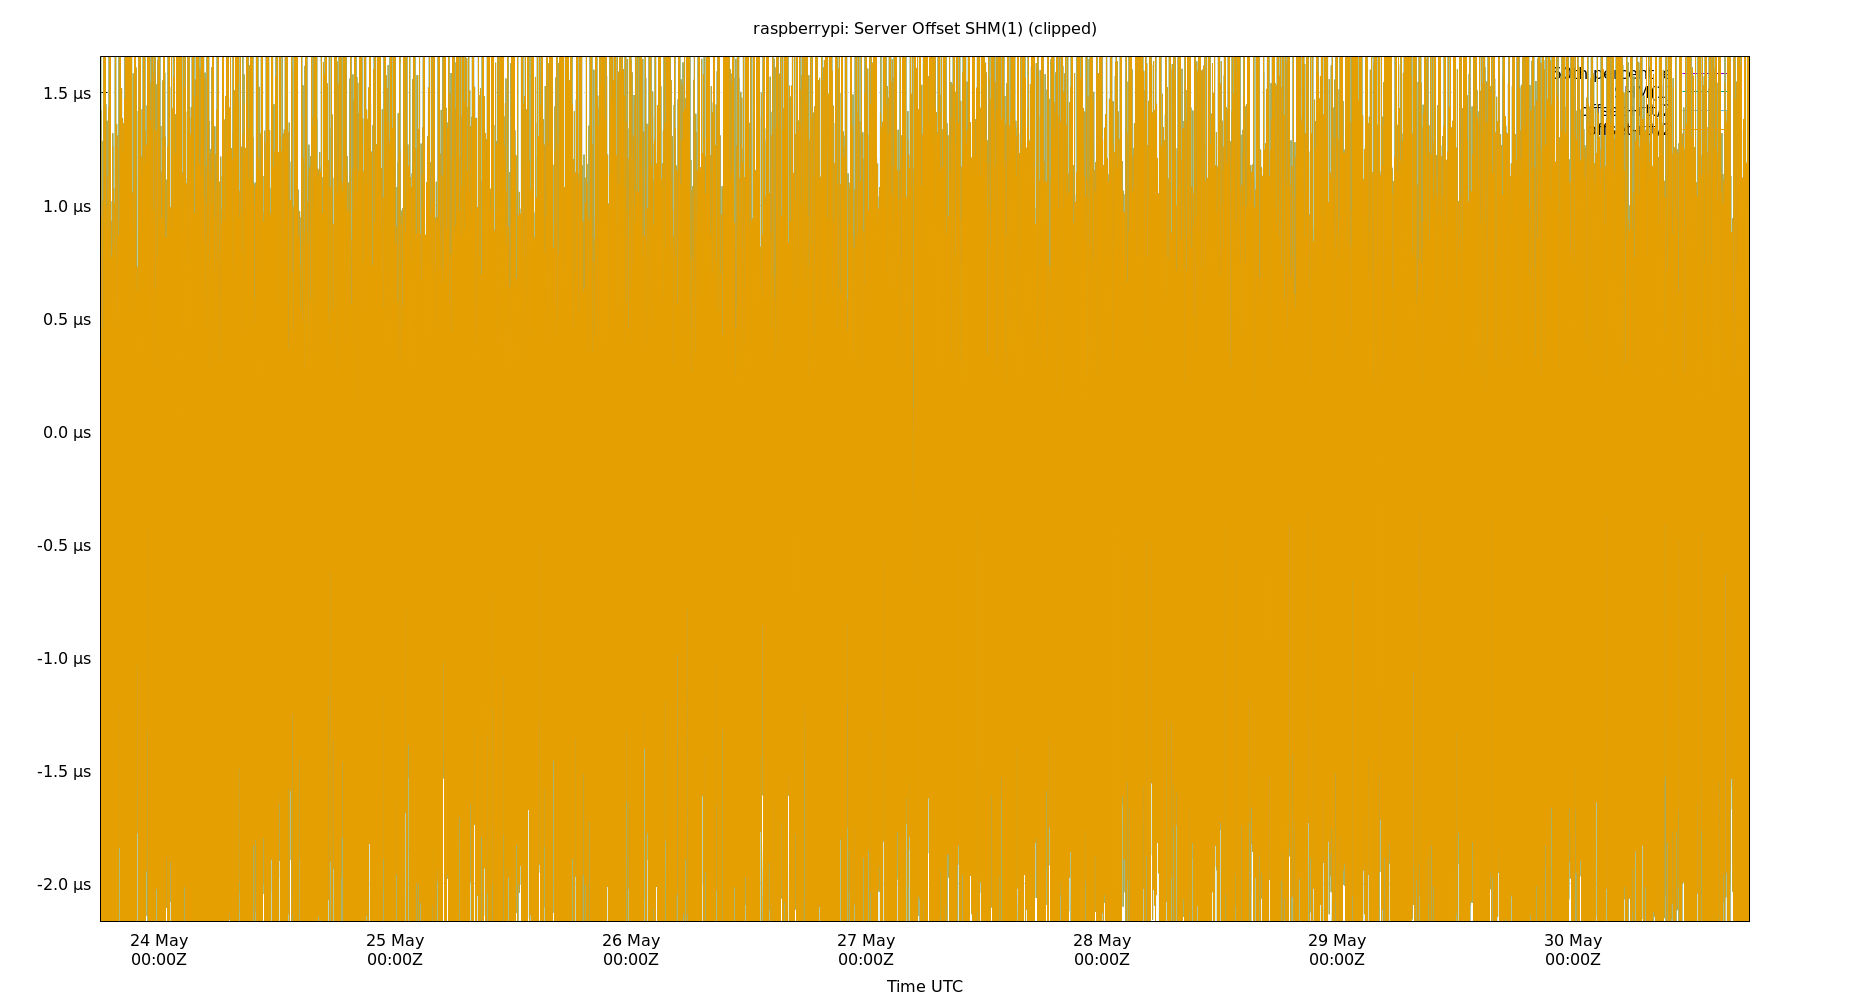 raspberrypi: Server Offset SHM(1) (clipped)
1.5 µs
1.0 µs
0.5 µs
0.0 µs
-0.5 µs
-1.0 µs
-1.5 µs
-2.0 µs
24 May 25 May 26 May 27 May 28 May 29 May 30 May
00:00Z 00:00Z 00:00Z 00:00Z 00:00Z 00:00Z 00:00Z
Time UTC